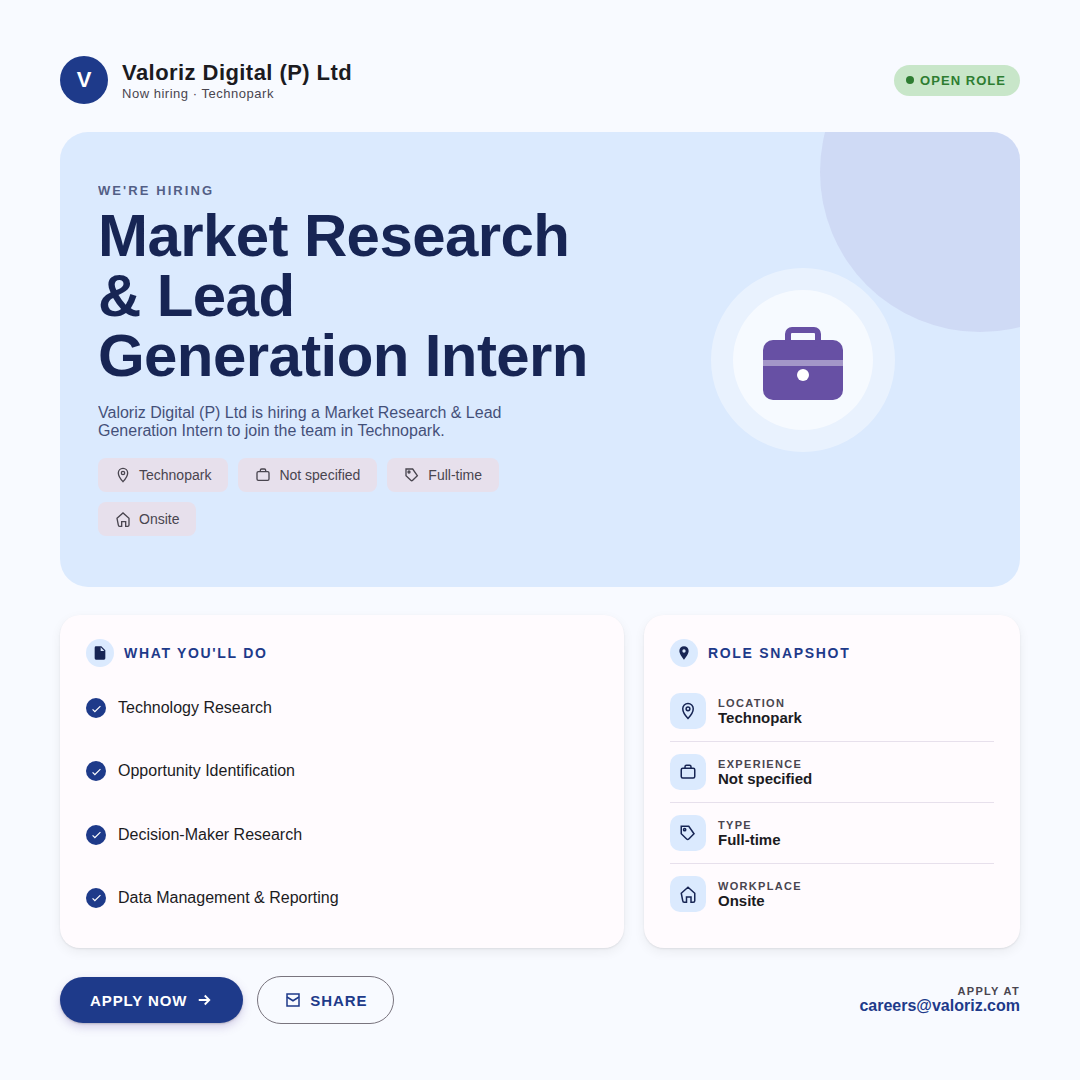 V
Valoriz Digital (P) Ltd
Now hiring · Technopark
OPEN ROLE
WE'RE HIRING
Market Research
& Lead
Generation Intern
Valoriz Digital (P) Ltd is hiring a Market Research & Lead
Generation Intern to join the team in Technopark.
Technopark
Not specified
Full-time
Onsite
WHAT YOU'LL DO
Technology Research
Opportunity Identification
Decision-Maker Research
Data Management & Reporting
ROLE SNAPSHOT
LOCATION
Technopark
EXPERIENCE
Not specified
TYPE
Full-time
WORKPLACE
Onsite
APPLY NOW
SHARE
APPLY AT
careers@valoriz.com